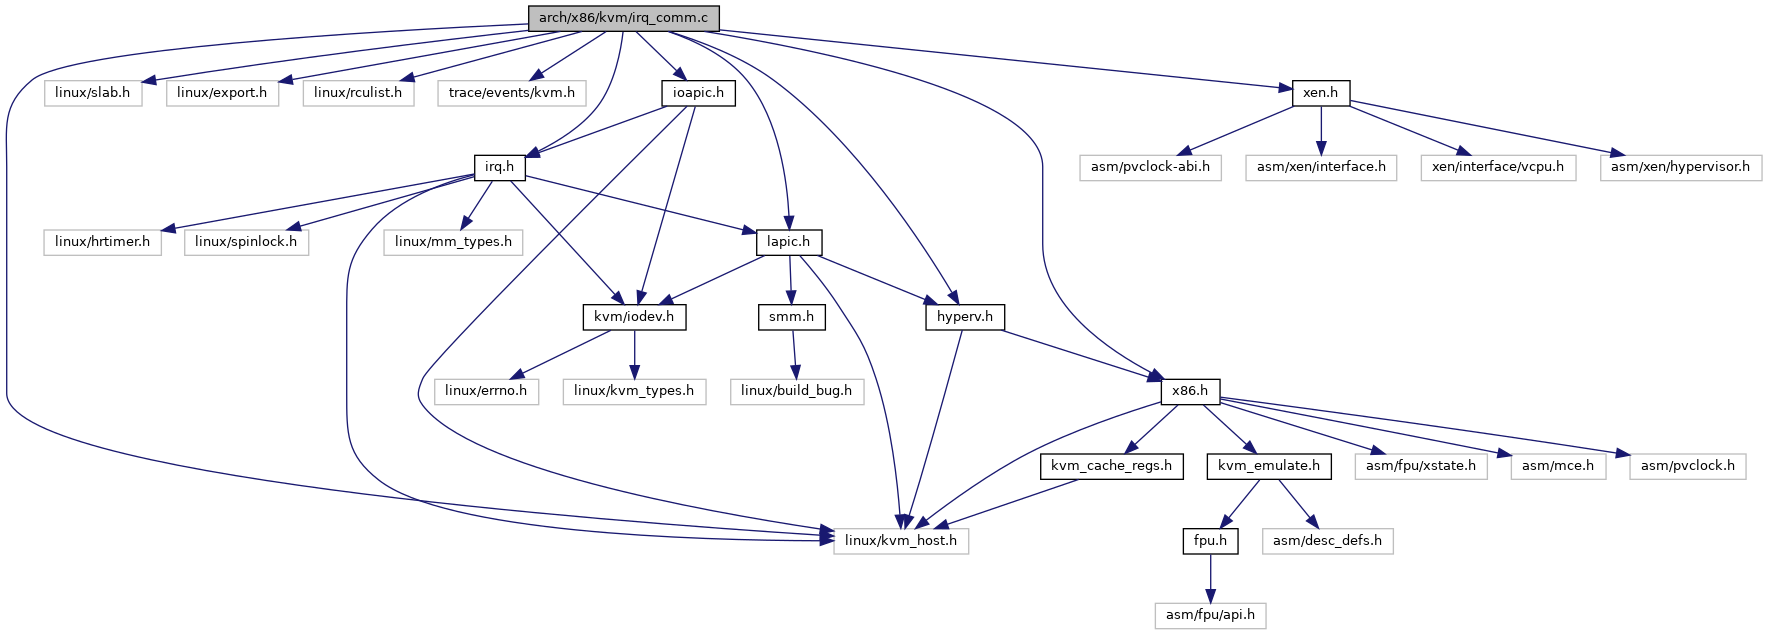 arch/x86/kvm/irq_comm.c
linux/slab.h
linux/export.h
linux/rculist.h
trace/events/kvm.h
ioapic.h
xen.h
irq.h
asm/pvclock-abi.h
asm/xen/interface.h
xen/interface/vcpu.h
asm/xen/hypervisor.h
linux/hrtimer.h
linux/spinlock.h
linux/mm_types.h
lapic.h
kvm/iodev.h
smm.h
hyperv.h
linux/errno.h
linux/kvm_types.h
linux/build_bug.h
x86.h
kvm_cache_regs.h
kvm_emulate.h
asm/fpu/xstate.h
asm/mce.h
asm/pvclock.h
linux/kvm_host.h
fpu.h
asm/desc_defs.h
asm/fpu/api.h